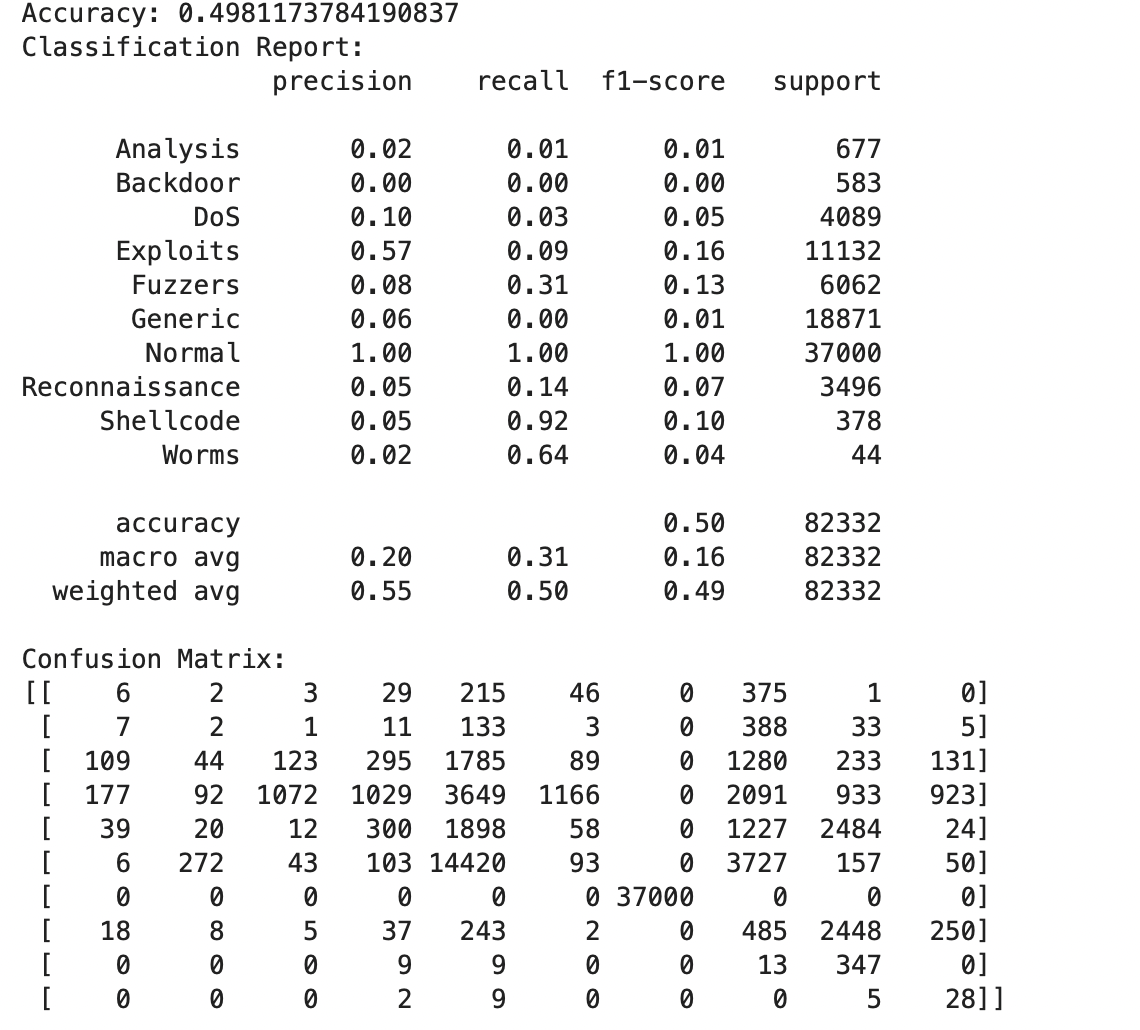 Accuracy: 0.4981173784190837
Classification Report:
precision recall f1-score support
Analysis 0.02 0.01 0.01 677
Backdoor 0.00 0.00 0.00 583
DoS 0.10 0.03 0.05 4089
Exploits 0.57 0.09 0.16 11132
Fuzzers 0.08 0.31 0.13 6062
Generic 0.06 0.00 0.01 18871
Normal 1.00 1.00 1.00 37000
Reconnaissance 0.05 0.14 0.07 3496
Shellcode 0.05 0.92 0.10 378
Worms 0.02 0.64 0.04 44
accuracy 0.50 82332
macro avg 0.20 0.31 0.16 82332
weighted avg 0.55 0.50 0.49 82332
Confusion Matrix:
[[ 6 2 3 29 215 46 0 375 1 0]
[ 7 2 1 11 133 3 0 388 33 5]
[ 109 44 123 295 1785 89 0 1280 233 131]
[ 177 92 1072 1029 3649 1166 0 2091 933 923]
[ 39 20 12 300 1898 58 0 1227 2484 24]
[ 6 272 43 103 14420 93 0 3727 157 50]
[ 0 0 0 0 0 0 37000 0 0 0]
[ 18 8 5 37 243 2 0 485 2448 250]
[ 0 0 0 9 9 0 0 13 347 0]
[ 0 0 0 2 9 0 0 0 5 28]]